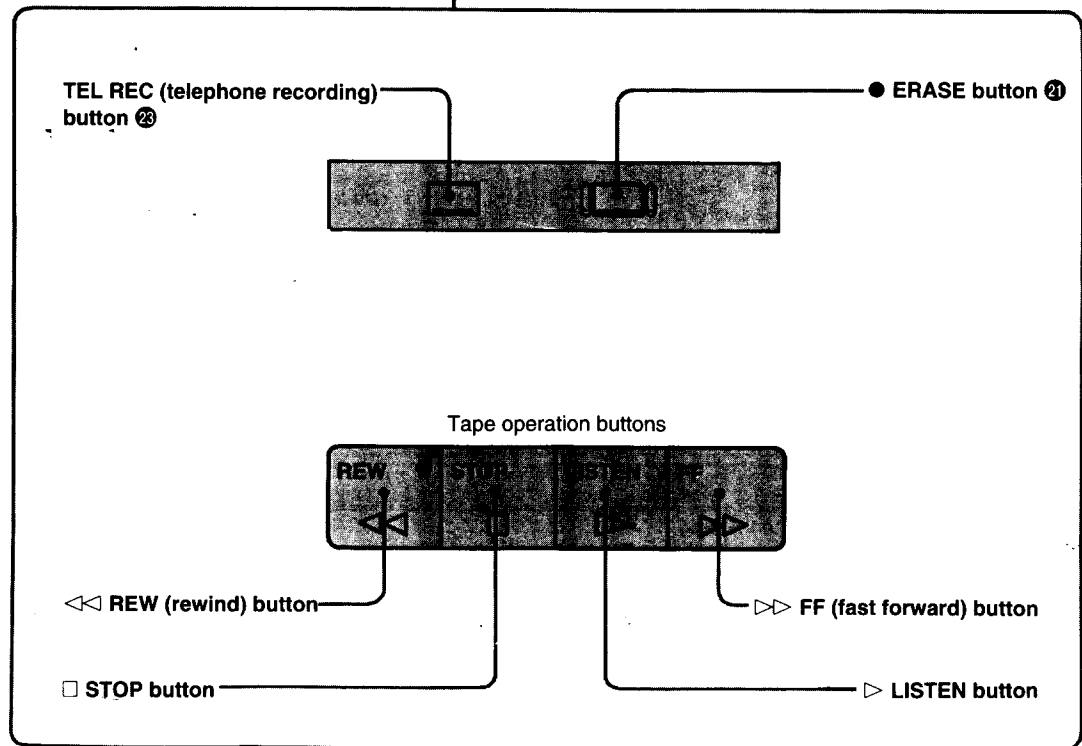 TEL REC (telephone recording)
button ㉓
● ERASE button ㉑
Tape operation buttons
REW STOP LISTEN FF
◁◁ REW (rewind) button
▷▷ FF (fast forward) button
□ STOP button
▷ LISTEN button